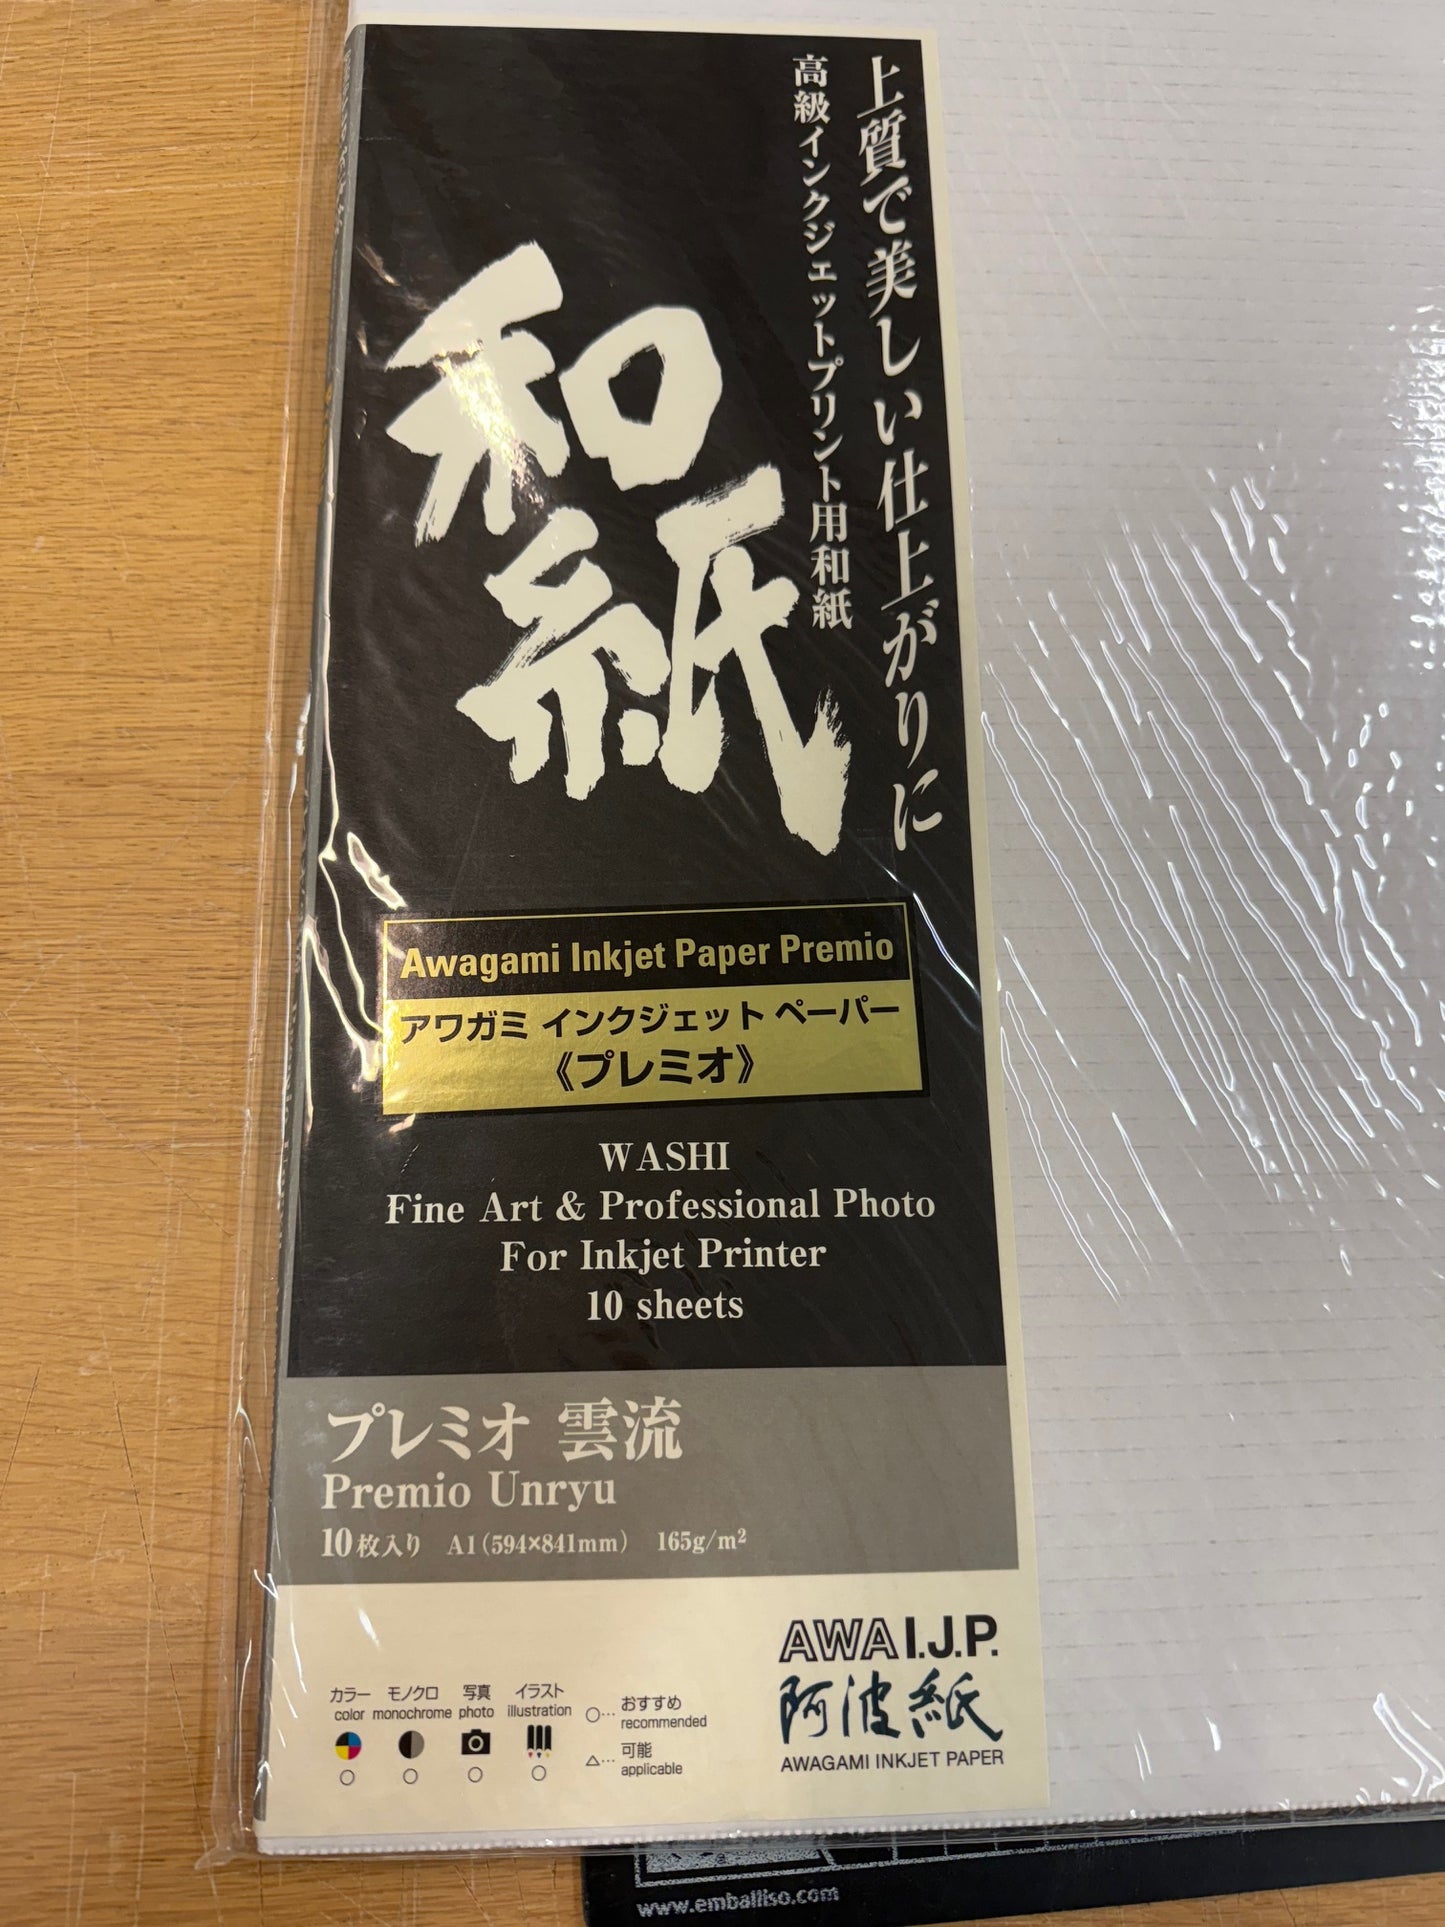 上質で美しい仕上がりに
高級インクジェットプリント用和紙
和紙
Awagami Inkjet Paper Premio
アワガミ インクジェット ペーパー
《プレミオ》
WASHI
Fine Art & Professional Photo
For Inkjet Printer
10 sheets
プレミオ 雲流
Premio Unryu
10枚入り A1(594×841mm) 165g/m²
AWA I.J.P.
阿波紙
AWAGAMI INKJET PAPER
カラー モノクロ 写真 イラスト
color monochrome photo illustration
○ ○ ○ ○
○… おすすめ
recommended
△… 可能
applicable
www.emballiso.com